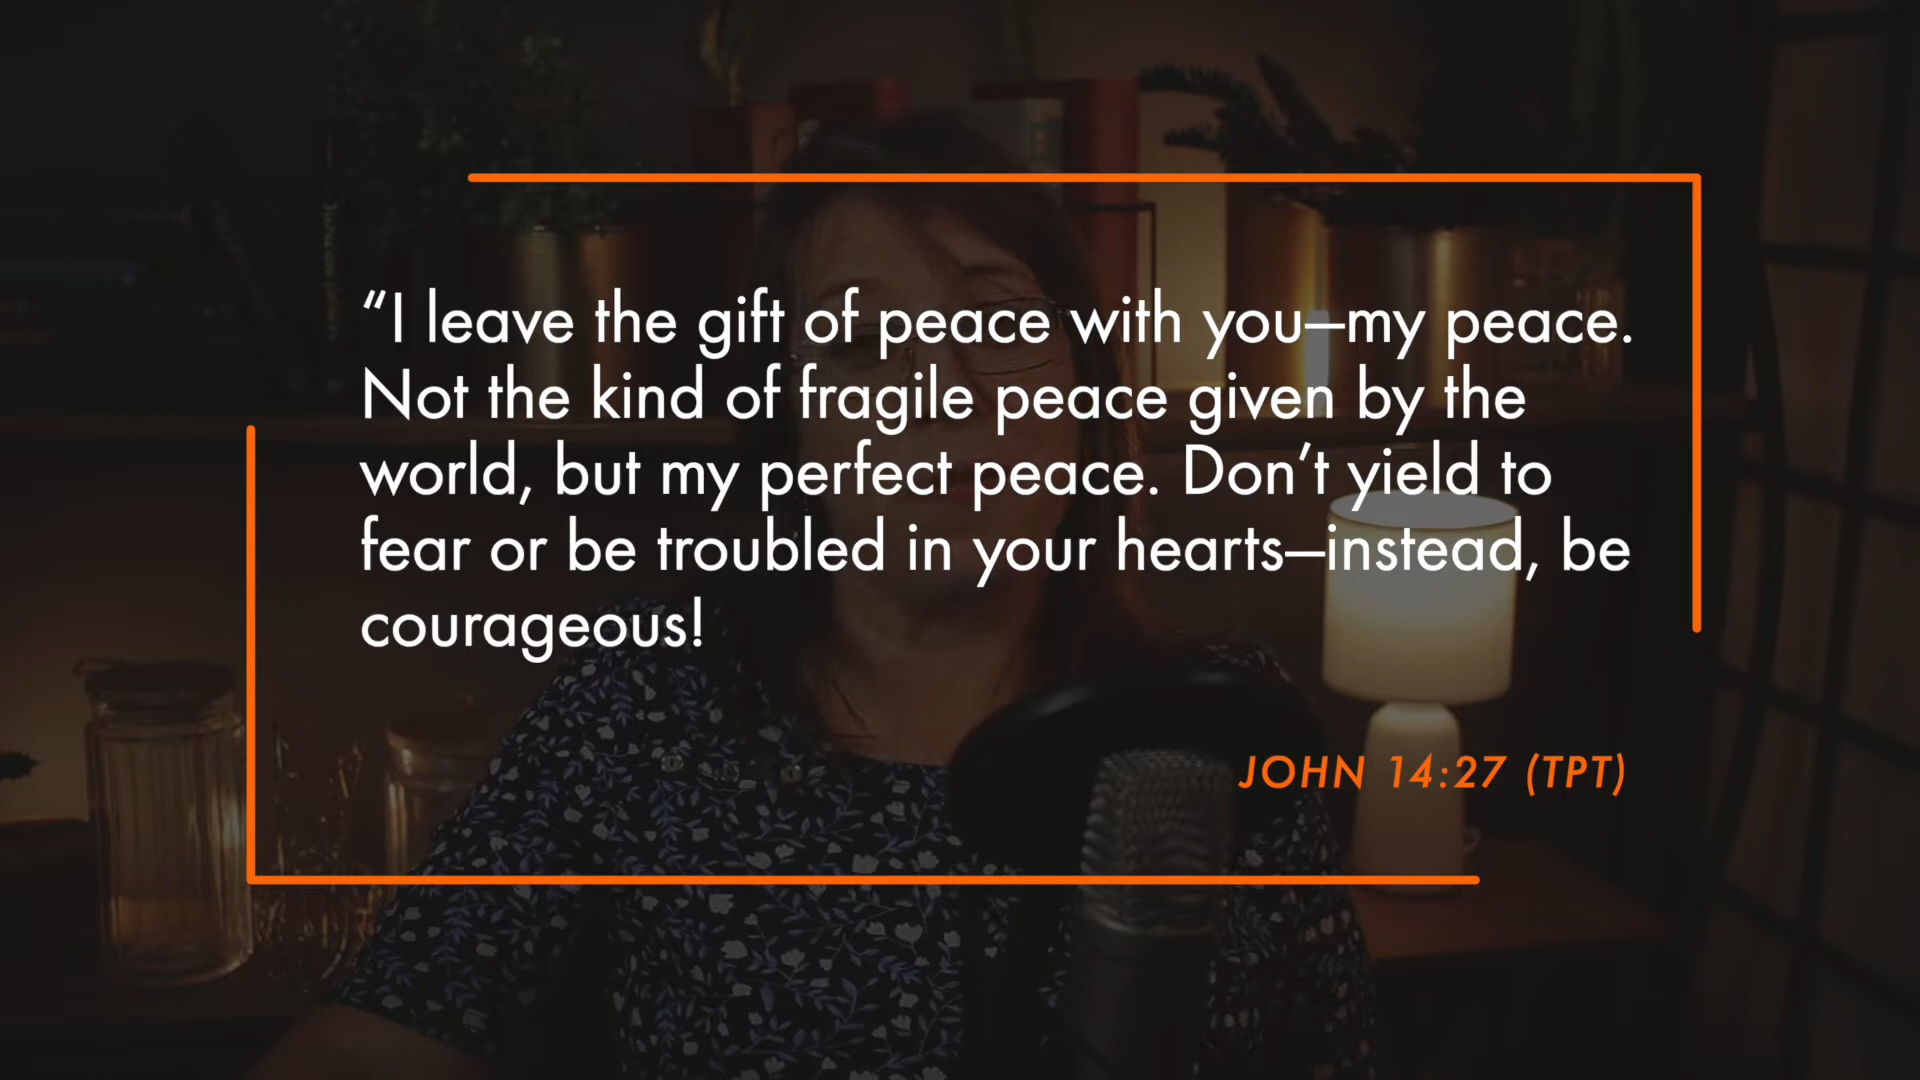 “I leave the gift of peace with you—my peace.
Not the kind of fragile peace given by the
world, but my perfect peace. Don’t yield to
fear or be troubled in your hearts—instead, be
courageous!
JOHN 14:27 (TPT)